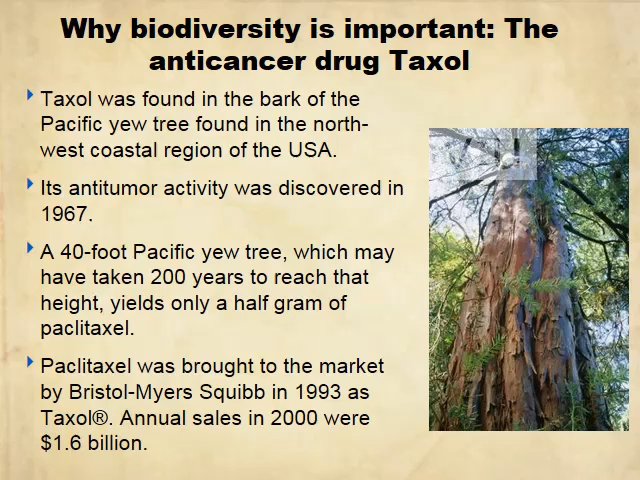 Why biodiversity is important: The
anticancer drug Taxol
Taxol was found in the bark of the
Pacific yew tree found in the north-
west coastal region of the USA.
Its antitumor activity was discovered in
1967.
A 40-foot Pacific yew tree, which may
have taken 200 years to reach that
height, yields only a half gram of
paclitaxel.
Paclitaxel was brought to the market
by Bristol-Myers Squibb in 1993 as
Taxol®. Annual sales in 2000 were
$1.6 billion.